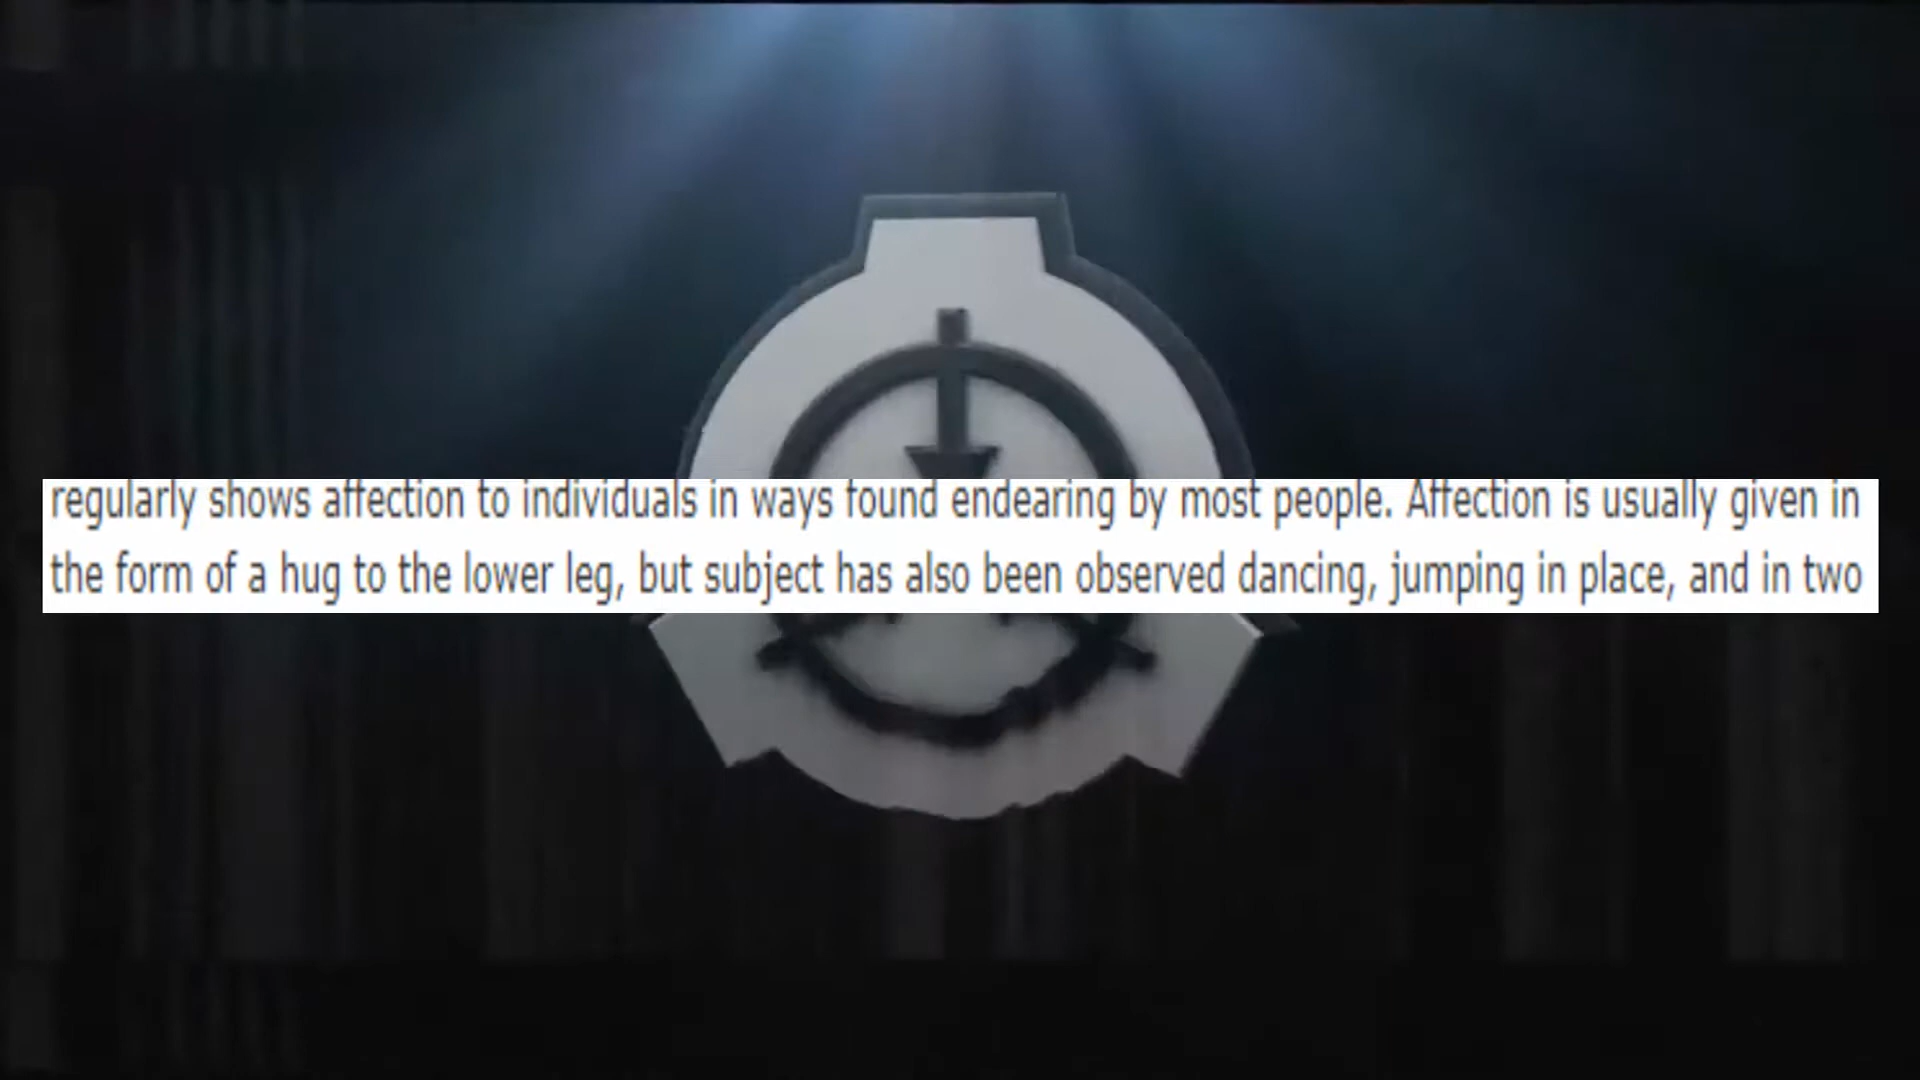 regularly shows affection to individuals in ways found endearing by most people. Affection is usually given in
the form of a hug to the lower leg, but subject has also been observed dancing, jumping in place, and in two